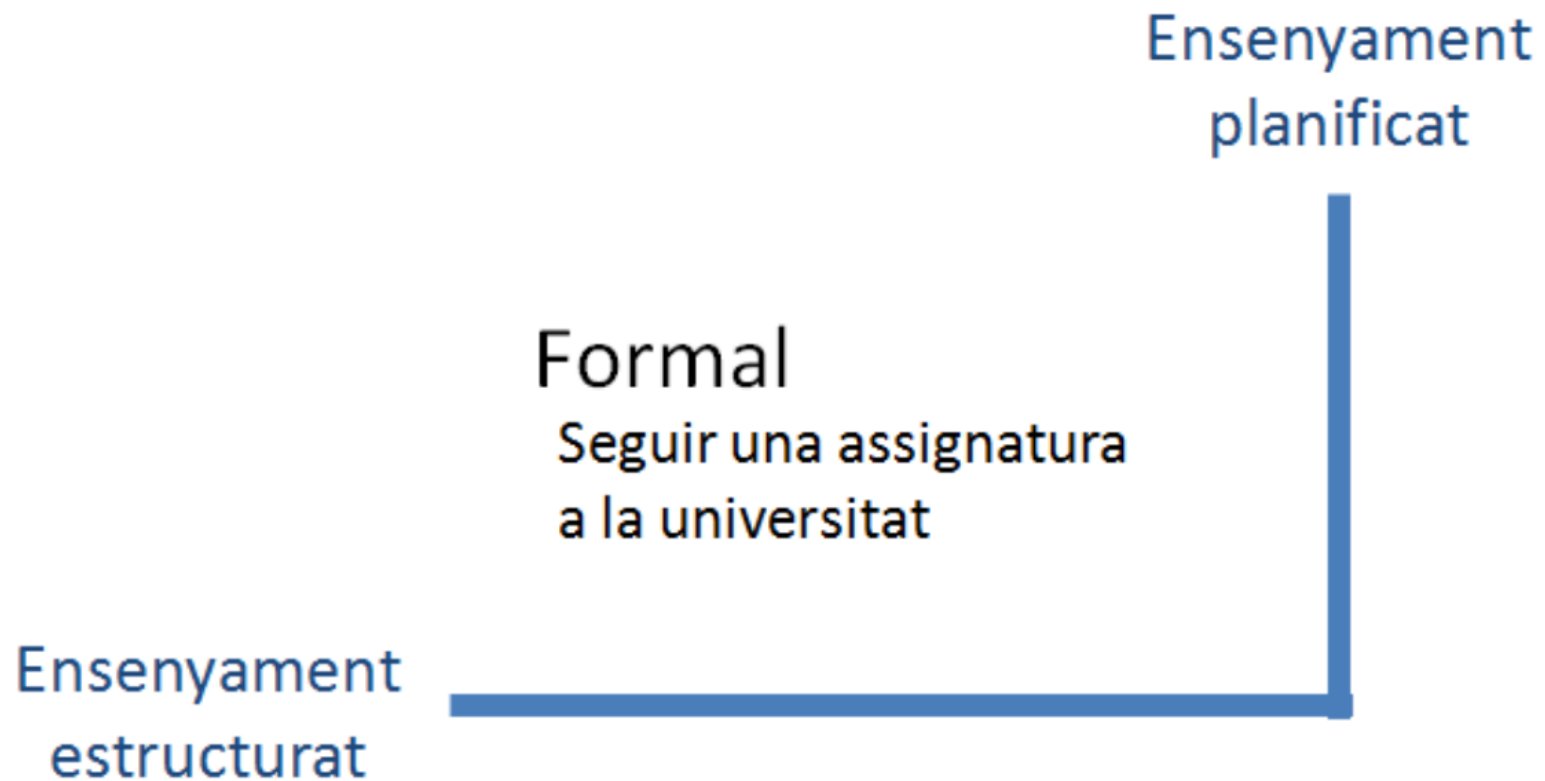 Ensenyament
planificat
Formal
Seguir una assignatura
a la universitat
Ensenyament
estructurat